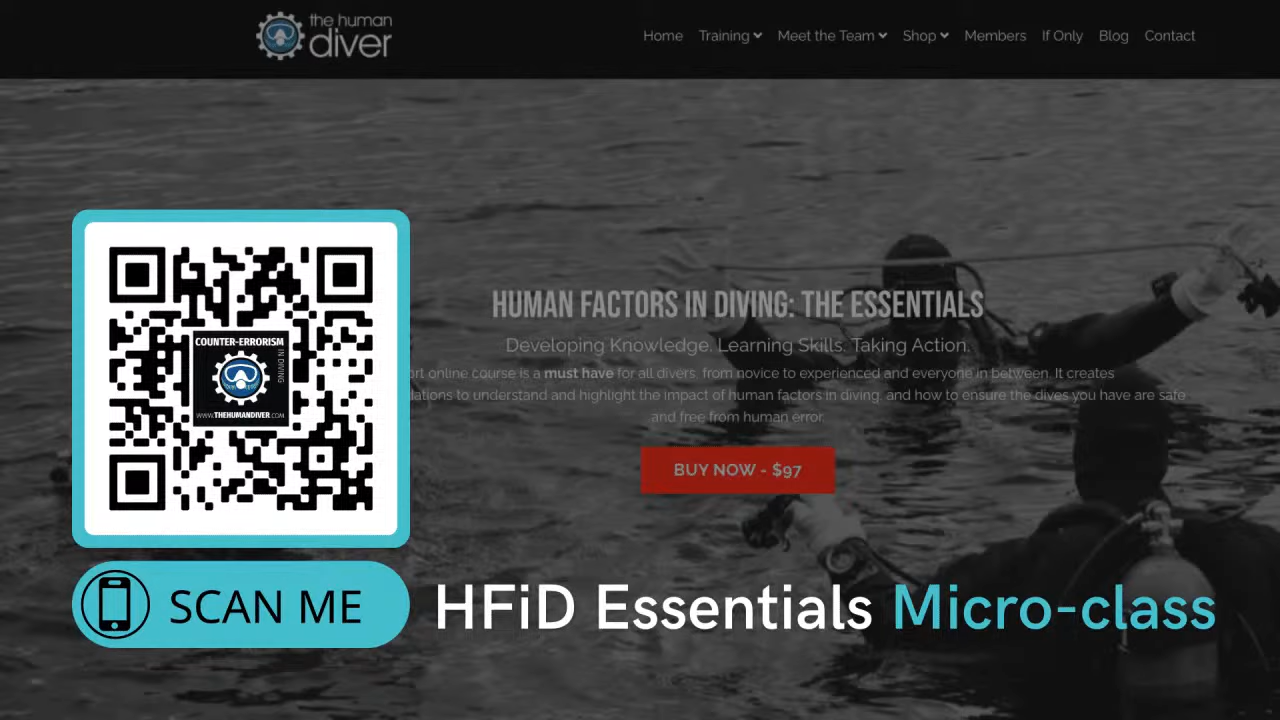 the human
diver
Home Training Meet the Team Shop Members If Only Blog Contact
COUNTER-ERRORISM
IN DIVING
WWW.THEHUMANDIVER.COM
HUMAN FACTORS IN DIVING: THE ESSENTIALS
Developing Knowledge. Learning Skills. Taking Action.
online course is a must have for all divers, from novice to experienced and everyone in between. It creates
to understand and highlight the impact of human factors in diving, and how to ensure the dives you have are safe
and free from human error.
BUY NOW - $97
SCAN ME
HFiD Essentials Micro-class